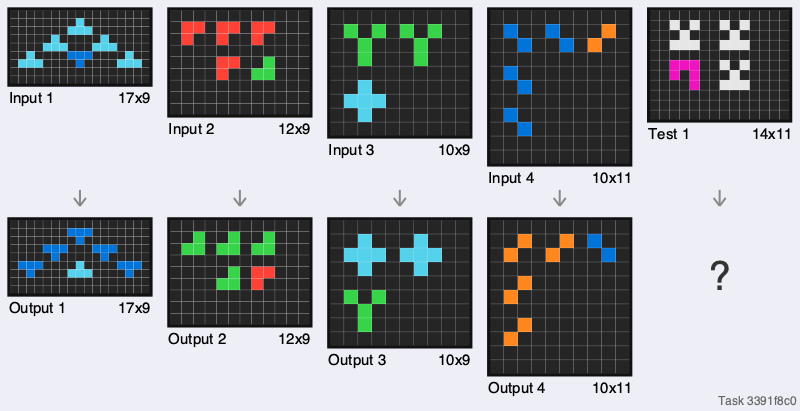 Input 1 17x9
Input 2 12x9
Input 3 10x9
Input 4 10x11
Test 1 14x11
?
Output 1 17x9
Output 2 12x9
Output 3 10x9
Output 4 10x11
Task 3391f8c0